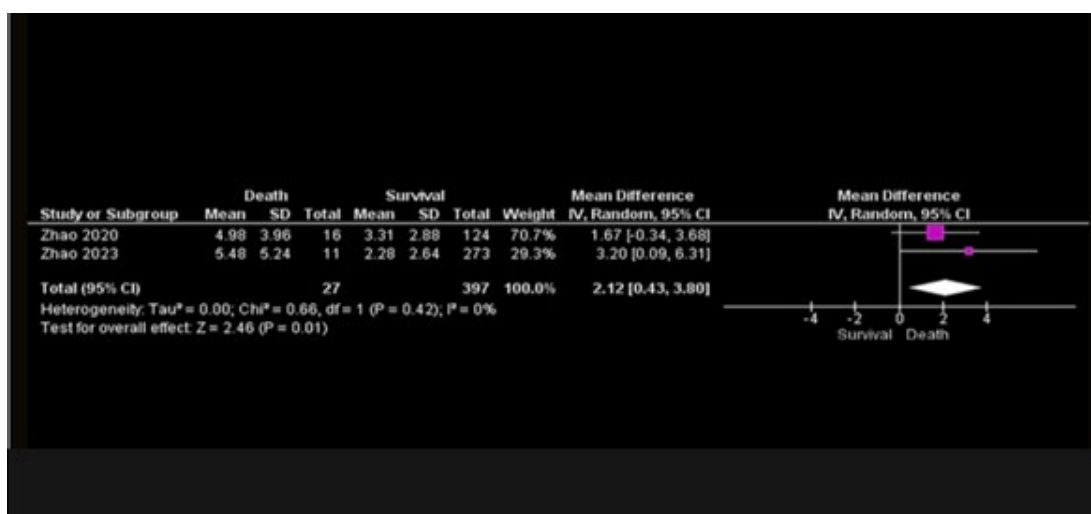 Death Survival Mean Difference Mean Difference
Study or Subgroup Mean SD Total Mean SD Total Weight IV, Random, 95% CI IV, Random, 95% CI
Zhao 2020 4.98 3.96 16 3.31 2.88 124 70.7% 1.67 [-0.34, 3.68]
Zhao 2023 5.48 5.24 11 2.28 2.64 273 29.3% 3.20 [0.09, 6.31]
Total (95% CI) 27 397 100.0% 2.12 [0.43, 3.80]
Heterogeneity: Tau² = 0.00; Chi² = 0.66, df = 1 (P = 0.42); I² = 0%
Test for overall effect: Z = 2.46 (P = 0.01)
-4 -2 0 2 4
Survival Death